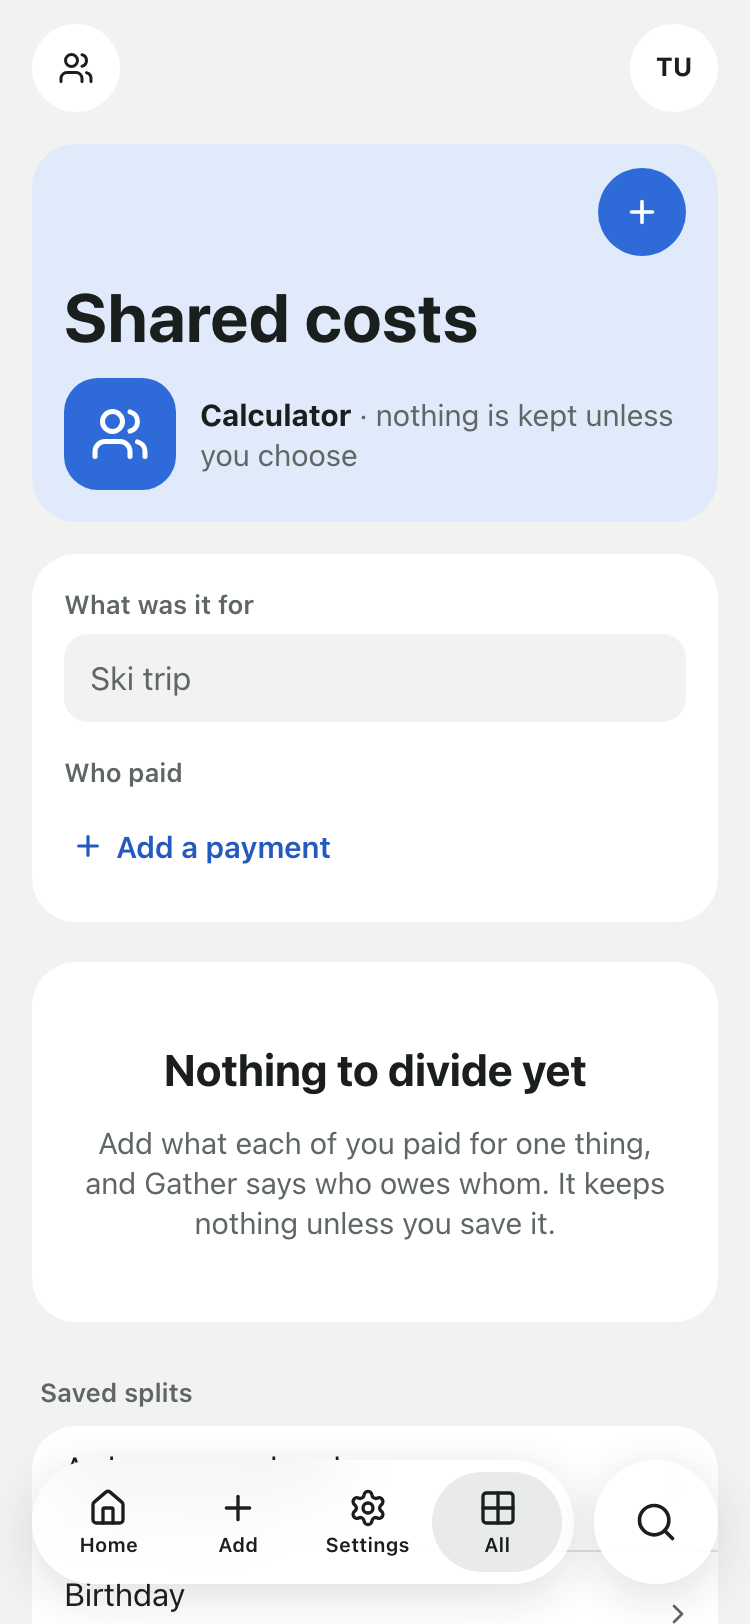 TU
Shared costs
Calculator · nothing is kept unless
you choose
What was it for
Ski trip
Who paid
Add a payment
Nothing to divide yet
Add what each of you paid for one thing,
and Gather says who owes whom. It keeps
nothing unless you save it.
Saved splits
Home
Add
Settings
All
Birthday